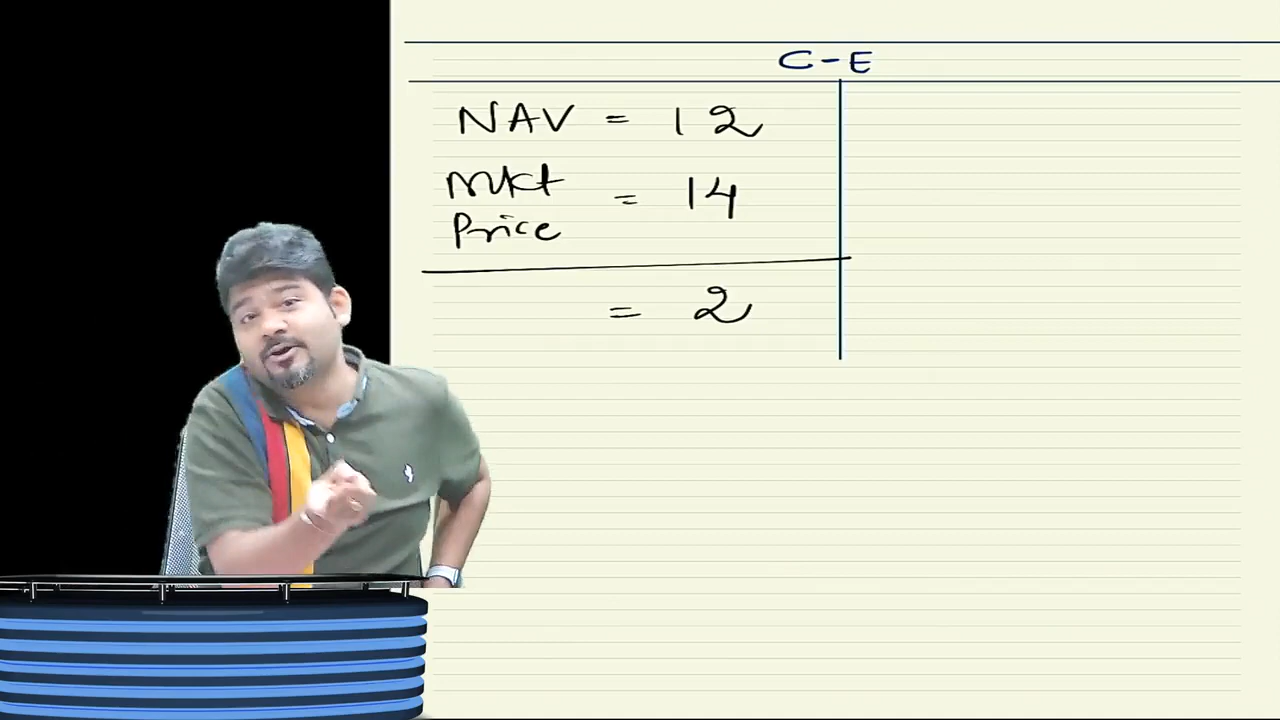 C-E
NAV = 12
Mkt
Price = 14
= 2